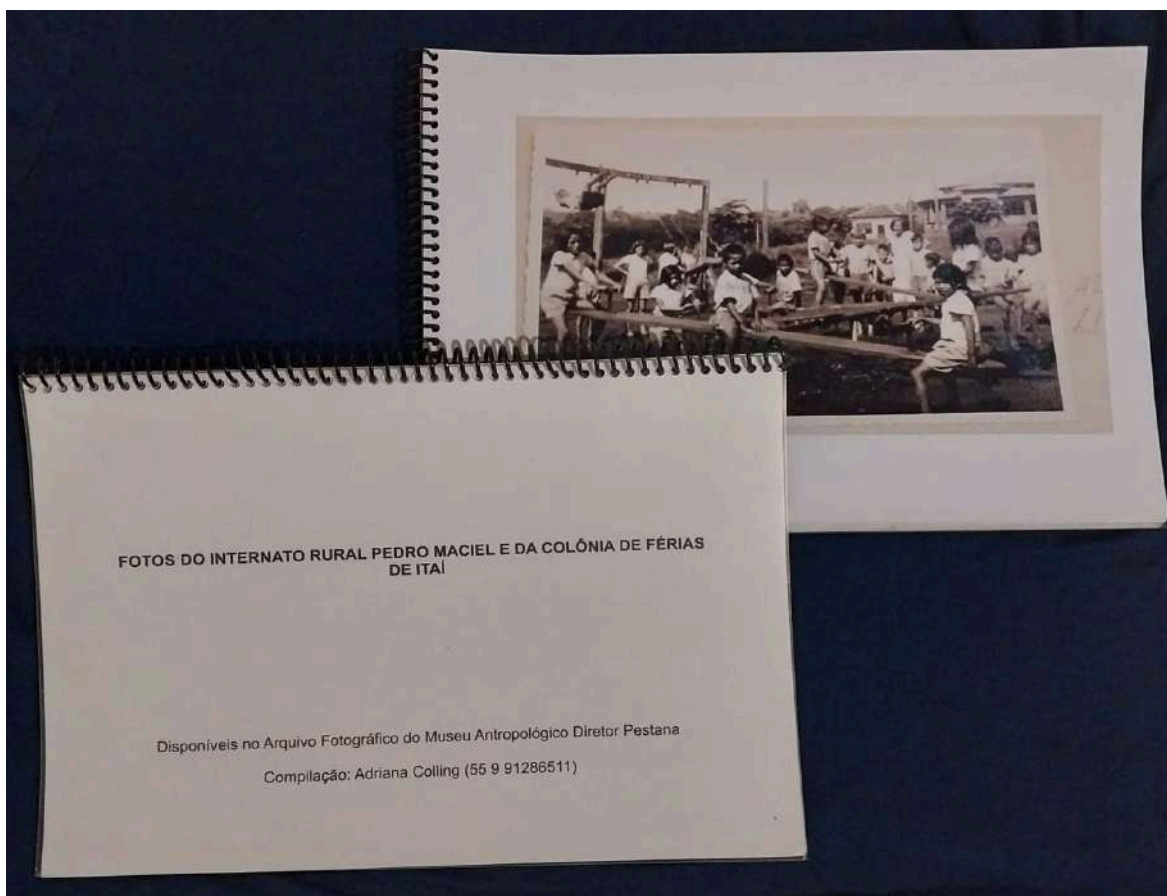 FOTOS DO INTERNATO RURAL PEDRO MACIEL E DA COLÔNIA DE FÉRIAS
DE ITAÍ
Disponíveis no Arquivo Fotográfico do Museu Antropológico Diretor Pestana
Compilação: Adriana Colling (55 9 91286511)